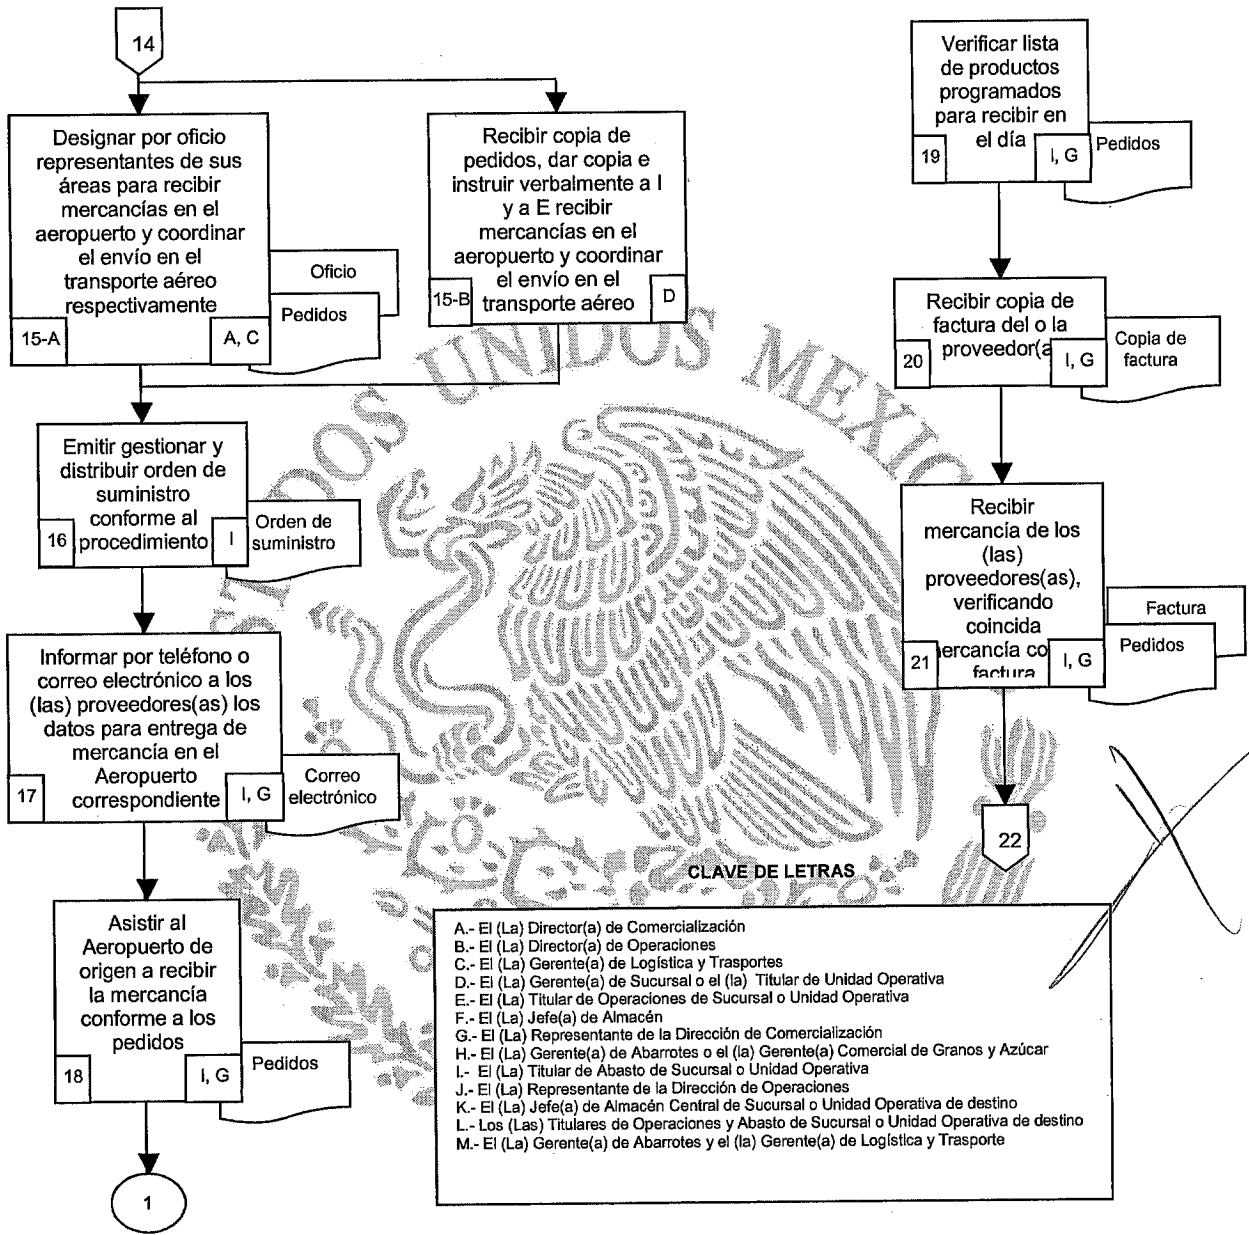 14
Designar por oficio
representantes de sus
áreas para recibir
mercancías en el
aeropuerto y coordinar
el envío en el
transporte aéreo
respectivamente
15-A
A, C
Oficio
Pedidos
Recibir copia de
pedidos, dar copia e
instruir verbalmente a I
y a E recibir
mercancías en el
aeropuerto y coordinar
el envío en el
transporte aéreo
15-B
D
Emitir gestionar y
distribuir orden de
suministro
conforme al
procedimiento
16
I
Orden de
suministro
Informar por teléfono o
correo electrónico a los
(las) proveedores(as) los
datos para entrega de
mercancía en el
Aeropuerto
correspondiente
17
I, G
Correo
electrónico
Asistir al
Aeropuerto de
origen a recibir
la mercancía
conforme a los
pedidos
18
I, G
Pedidos
1
Verificar lista
de productos
programados
para recibir en
el día
19
I, G
Pedidos
Recibir copia de
factura del o la
proveedor(a
20
I, G
Copia de
factura
Recibir
mercancía de los
(las)
proveedores(as),
verificando
coincida
ercancía co
factura
21
I, G
Factura
Pedidos
22
UNIDOS MEXIC
CLAVE DE LETRAS
A.- El (La) Director(a) de Comercialización
B.- El (La) Director(a) de Operaciones
C.- El (La) Gerente(a) de Logística y Trasportes
D.- El (La) Gerente(a) de Sucursal o el (la) Titular de Unidad Operativa
E.- El (La) Titular de Operaciones de Sucursal o Unidad Operativa
F.- El (La) Jefe(a) de Almacén
G.- El (La) Representante de la Dirección de Comercialización
H.- El (La) Gerente(a) de Abarrotes o el (la) Gerente(a) Comercial de Granos y Azúcar
I.- El (La) Titular de Abasto de Sucursal o Unidad Operativa
J.- El (La) Representante de la Dirección de Operaciones
K.- El (La) Jefe(a) de Almacén Central de Sucursal o Unidad Operativa de destino
L.- Los (Las) Titulares de Operaciones y Abasto de Sucursal o Unidad Operativa de destino
M.- El (La) Gerente(a) de Abarrotes y el (la) Gerente(a) de Logística y Trasporte